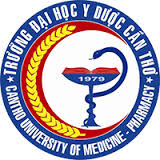 TRƯỜNG ĐẠI HỌC Y DƯỢC CẦN THƠ
1979
CANTHO UNIVERSITY OF MEDICINE - PHARMACY